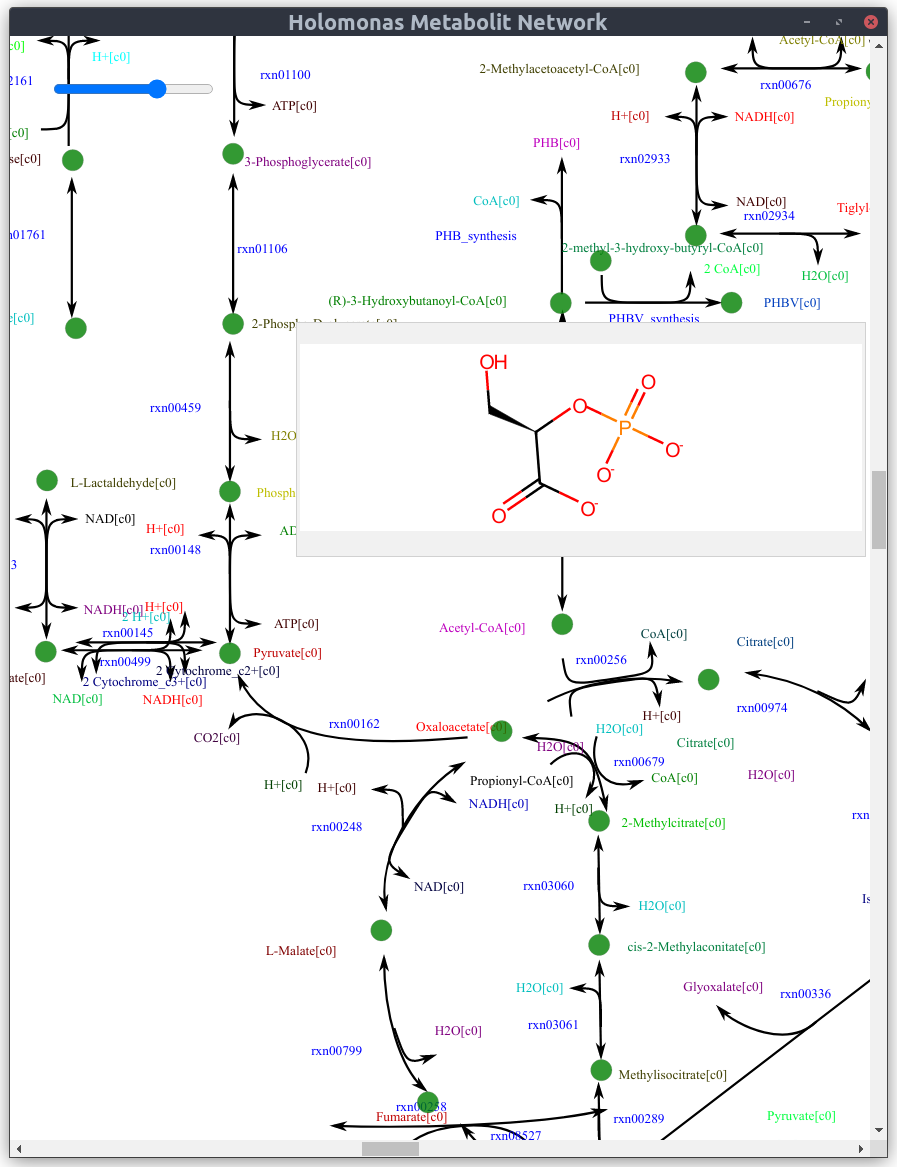 Holomonas Metabolit Network
c0]
H+[c0]
2161
[c0]
se[c0]
n01761
e[c0]
rxn01100
ATP[c0]
3-Phosphoglycerate[c0]
rxn01106
2-Methylacetoacetyl-CoA[c0]
Acetyl-CoA[c0]
rxn00676
Propiony
H+[c0]
NADH[c0]
PHB[c0]
rxn02933
CoA[c0]
NAD[c0]
rxn02934
Tiglyl
PHB_synthesis
2-methyl-3-hydroxy-butyryl-CoA[c0]
2 CoA[c0]
H2O[c0]
(R)-3-Hydroxybutanoyl-CoA[c0]
PHBV[c0]
PHBV_synthesis
2-Phospho-D-glycerate[c0]
OH
O
O
P
O-
O-
O
O-
rxn00459
H2O
L-Lactaldehyde[c0]
Phosph
NAD[c0]
H+[c0]
AD
rxn00148
3
NADH[c0]
H+[c0]
2 H+[c0]
rxn00145
ATP[c0]
rxn00499
Pyruvate[c0]
2 Cytochrome_c2+[c0]
ate[c0]
2 Cytochrome_c3+[c0]
NAD[c0]
NADH[c0]
Acetyl-CoA[c0]
CoA[c0]
Citrate[c0]
rxn00256
rxn00974
H+[c0]
CO2[c0]
rxn00162
Oxaloacetate[c0]
H2O[c0]
H2O[c0]
Citrate[c0]
rxn00679
H+[c0]
H+[c0]
Propionyl-CoA[c0]
CoA[c0]
H2O[c0]
NADH[c0]
H+[c0]
rxn00248
2-Methylcitrate[c0]
rxn
NAD[c0]
rxn03060
H2O[c0]
Is
L-Malate[c0]
cis-2-Methylaconitate[c0]
H2O[c0]
Glyoxalate[c0]
rxn00336
H2O[c0]
rxn03061
rxn00799
Methylisocitrate[c0]
rxn00258
Fumarate[c0]
rxn00289
Pyruvate[c0]
rxn08527